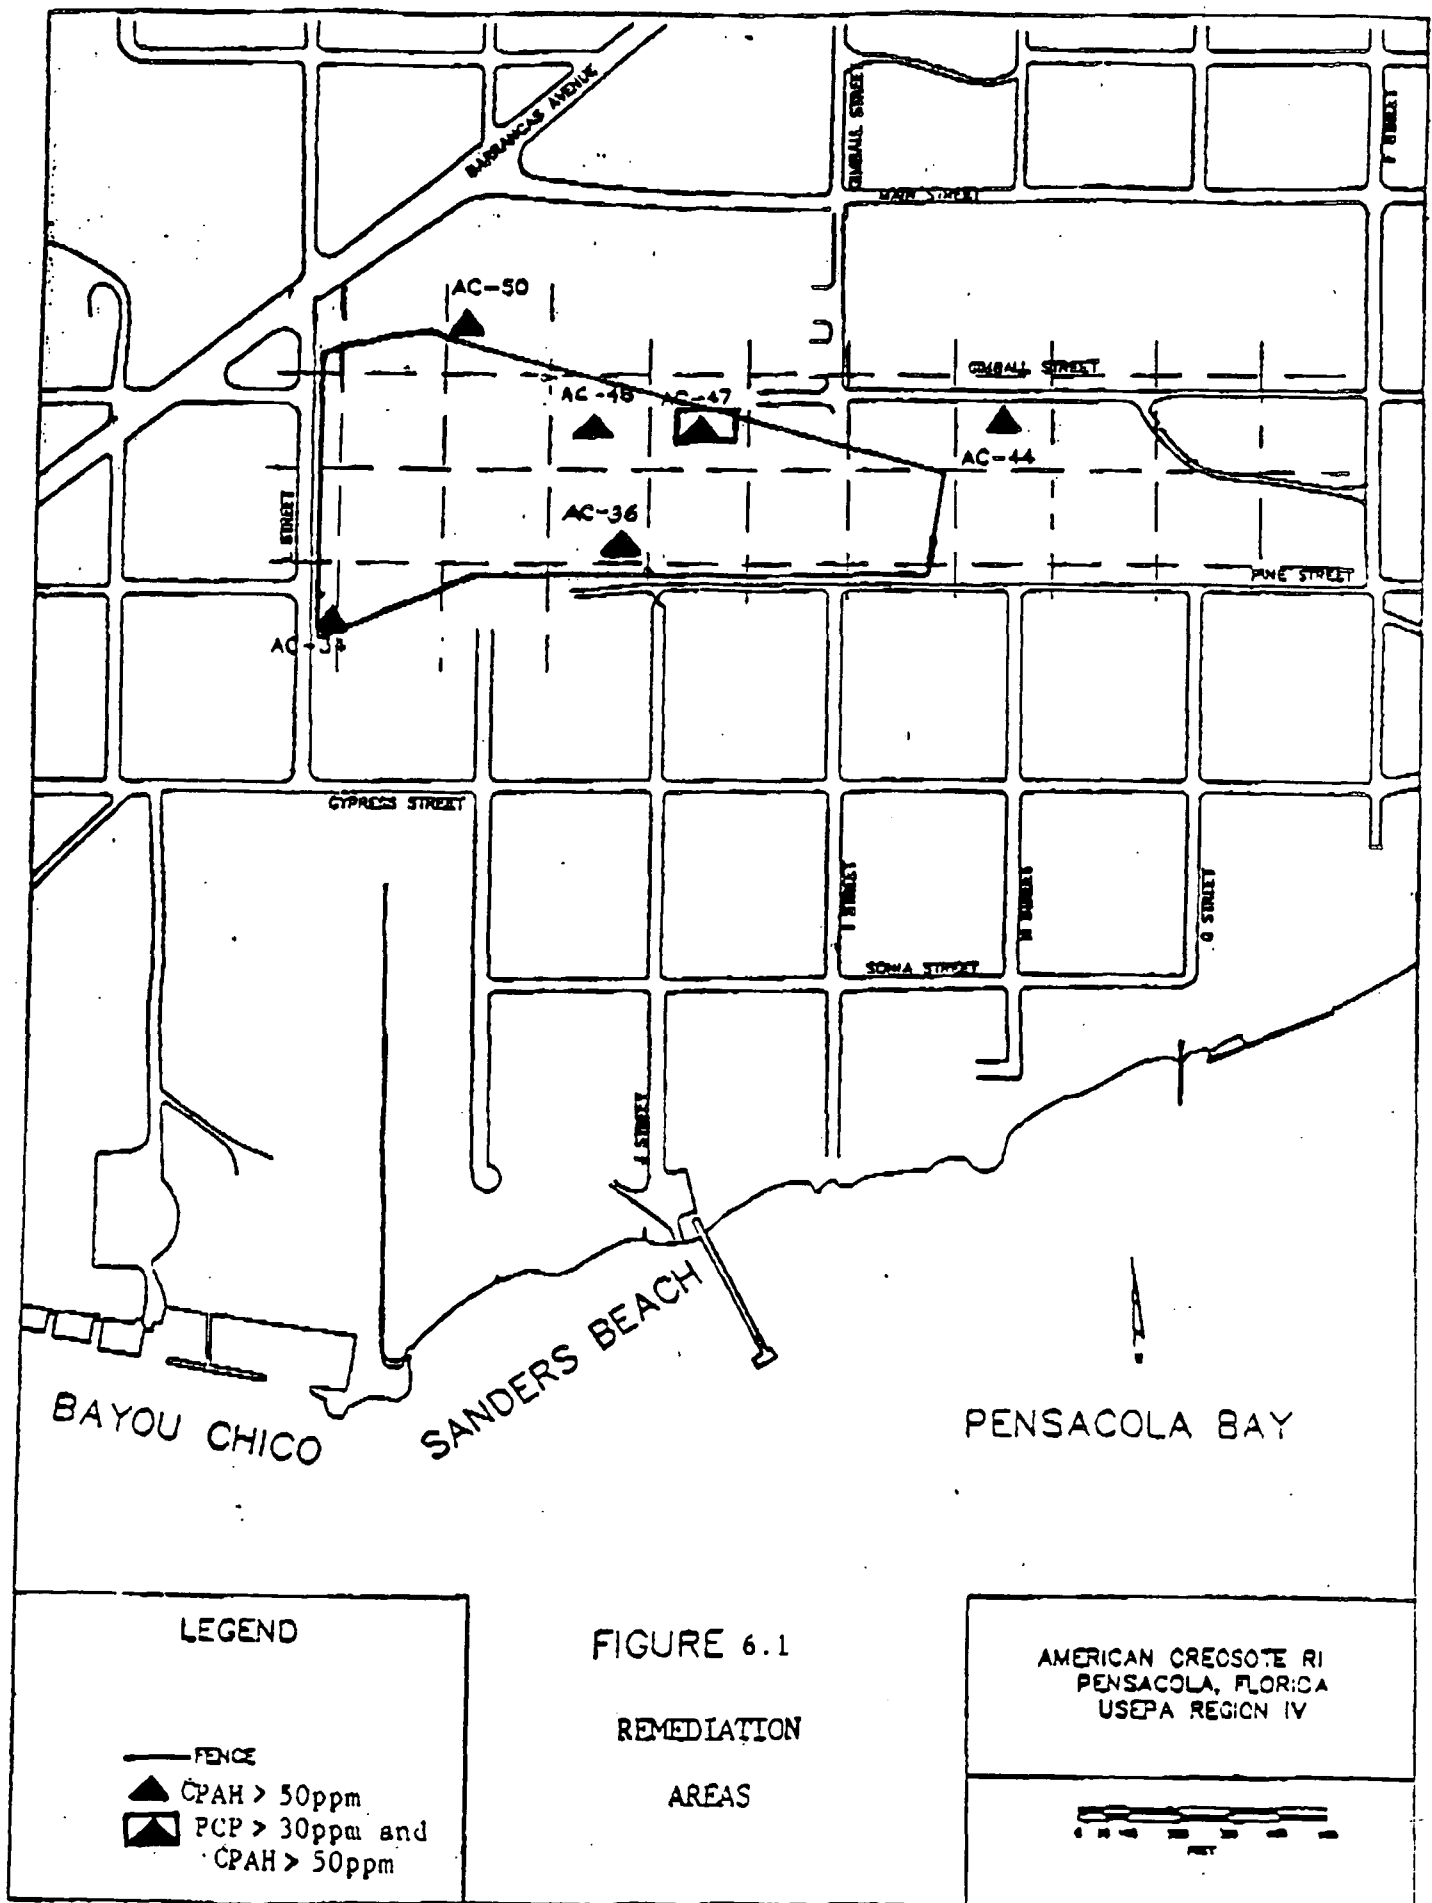 BARRANCAS AVENUE
GIMBALL STREET
MAIN STREET
AC-50
GIMBALL STREET
AC-48
AC-47
AC-44
AC-36
L STREET
PINE STREET
CYPRESS STREET
SONIA STREET
J STREET
SANDERS BEACH
BAYOU CHICO
PENSACOLA BAY
LEGEND
FENCE
CPAH > 50ppm
PCP > 30ppm and
CPAH > 50ppm
FIGURE 6.1
REMEDIATION
AREAS
AMERICAN CREOSOTE RI
PENSACOLA, FLORIDA
USEPA REGION IV
FEET